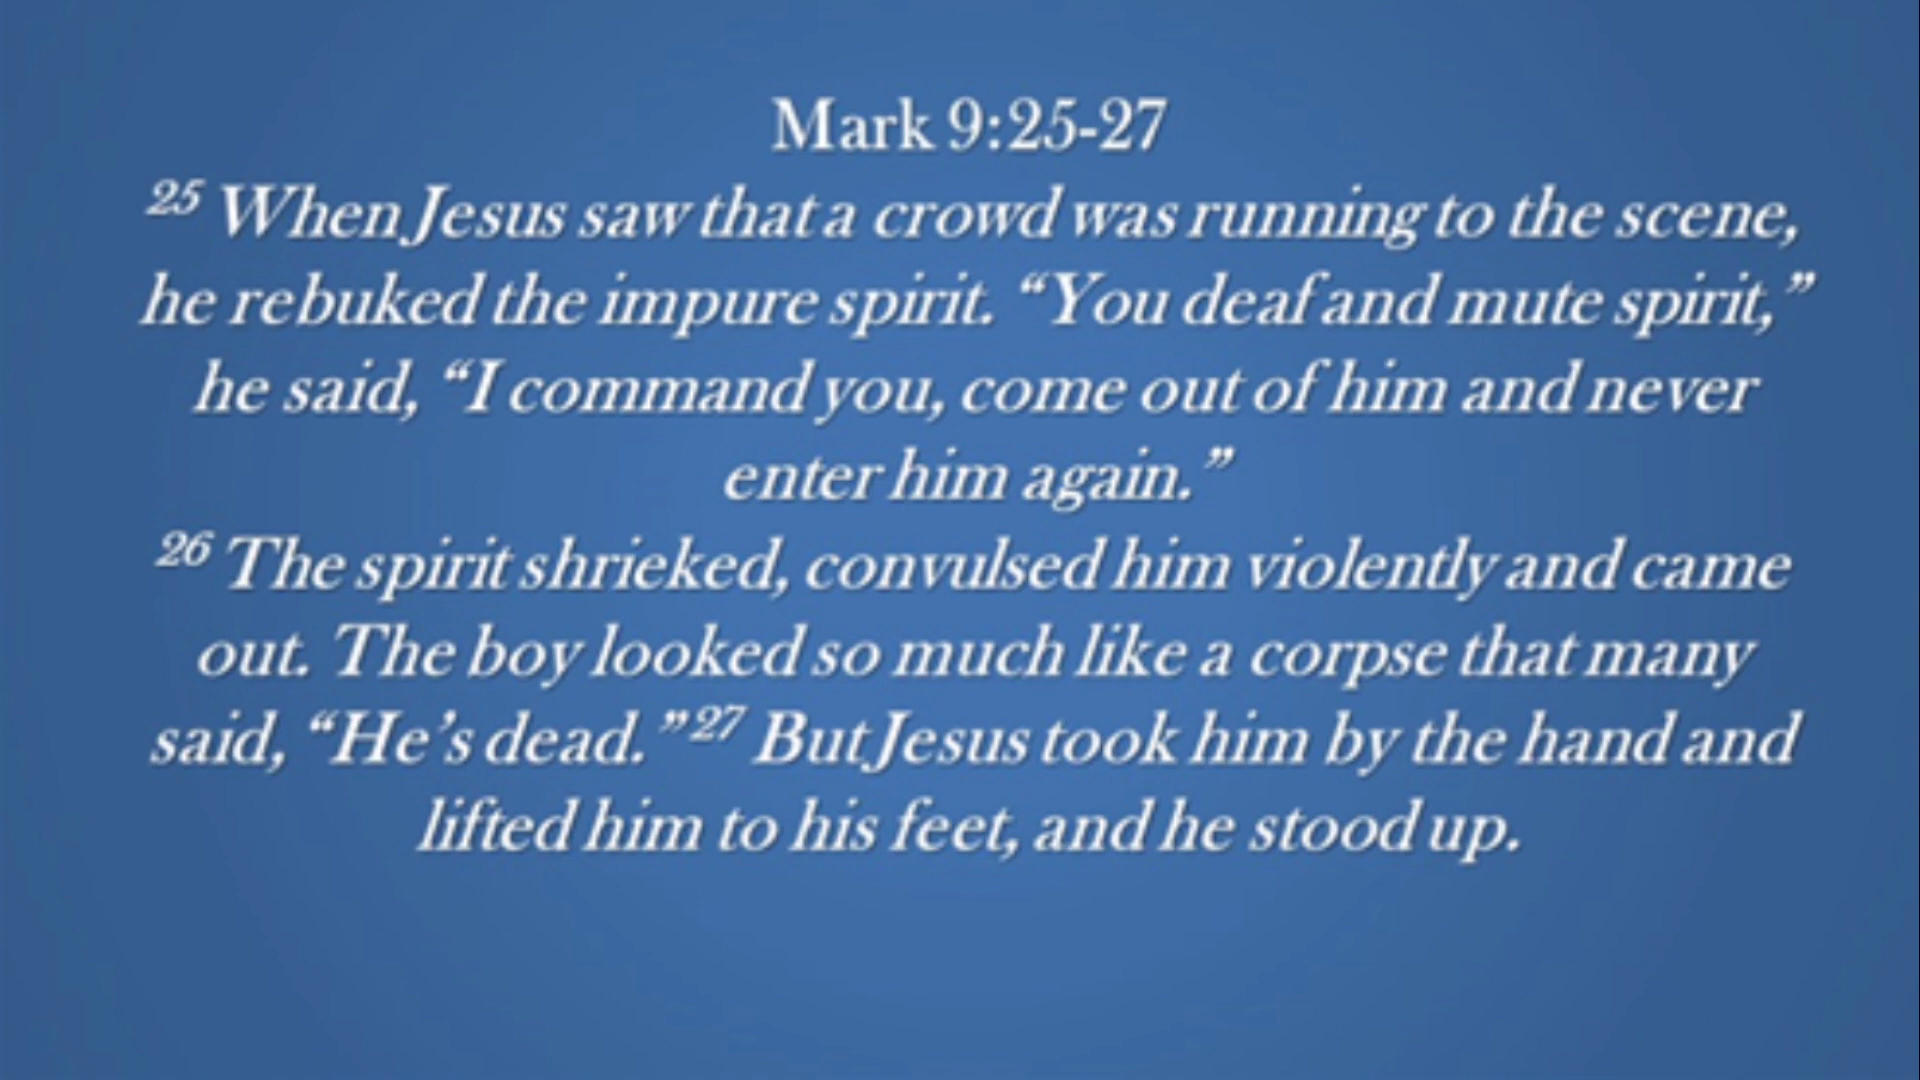 Mark 9:25-27
25 When Jesus saw that a crowd was running to the scene,
he rebuked the impure spirit. “You deaf and mute spirit,”
he said, “I command you, come out of him and never
enter him again.”
26 The spirit shrieked, convulsed him violently and came
out. The boy looked so much like a corpse that many
said, “He’s dead.”27 But Jesus took him by the hand and
lifted him to his feet, and he stood up.